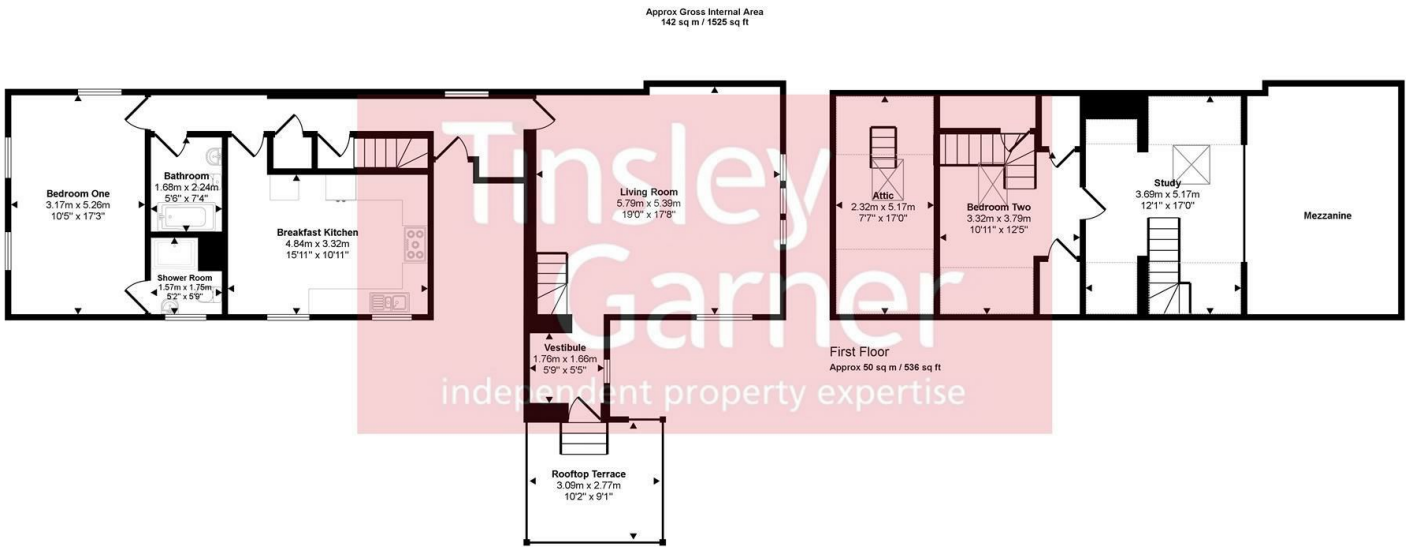 Approx Gross Internal Area
142 sq m / 1525 sq ft
Tinsley
Garner
independent property expertise
Bedroom One
3.17m x 5.26m
10'5" x 17'3"
Bathroom
1.68m x 2.24m
5'6" x 7'4"
Shower Room
1.57m x 1.75m
5'2" x 5'9"
Breakfast Kitchen
4.84m x 3.32m
15'11" x 10'11"
Living Room
5.79m x 5.39m
19'0" x 17'8"
Vestibule
1.76m x 1.66m
5'9" x 5'5"
Rooftop Terrace
3.09m x 2.77m
10'2" x 9'1"
Attic
2.32m x 5.17m
7'7" x 17'0"
Bedroom Two
3.32m x 3.79m
10'11" x 12'5"
Study
3.69m x 5.17m
12'1" x 17'0"
Mezzanine
First Floor
Approx 50 sq m / 536 sq ft